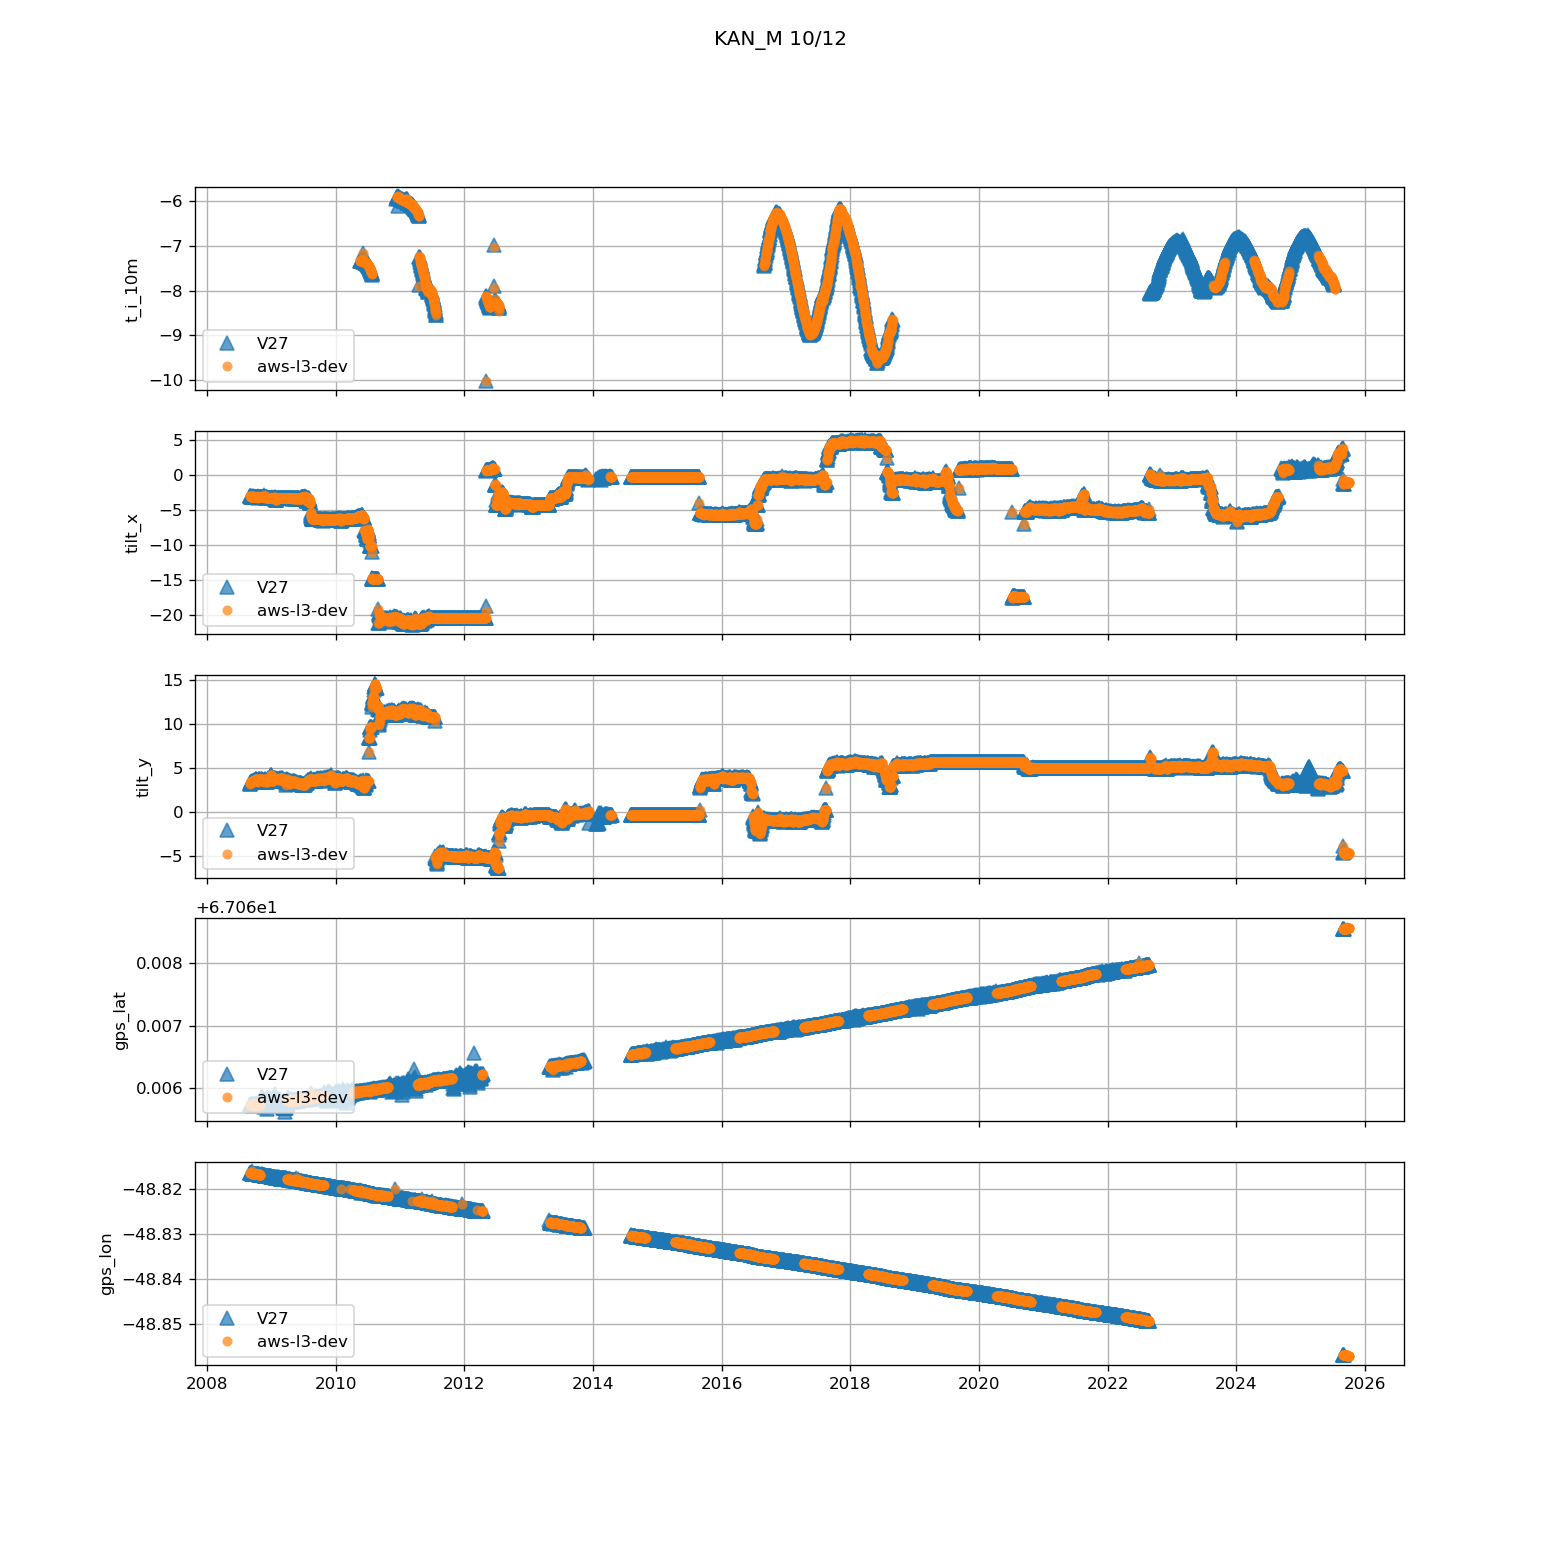 KAN_M 10/12
−6
−7
−8
−9
−10
t_i_10m
V27
aws-l3-dev
5
0
−5
−10
−15
−20
tilt_x
V27
aws-l3-dev
15
10
5
0
−5
tilt_y
V27
aws-l3-dev
+6.706e1
0.008
0.007
0.006
gps_lat
V27
aws-l3-dev
−48.82
−48.83
−48.84
−48.85
gps_lon
V27
aws-l3-dev
2008 2010 2012 2014 2016 2018 2020 2022 2024 2026